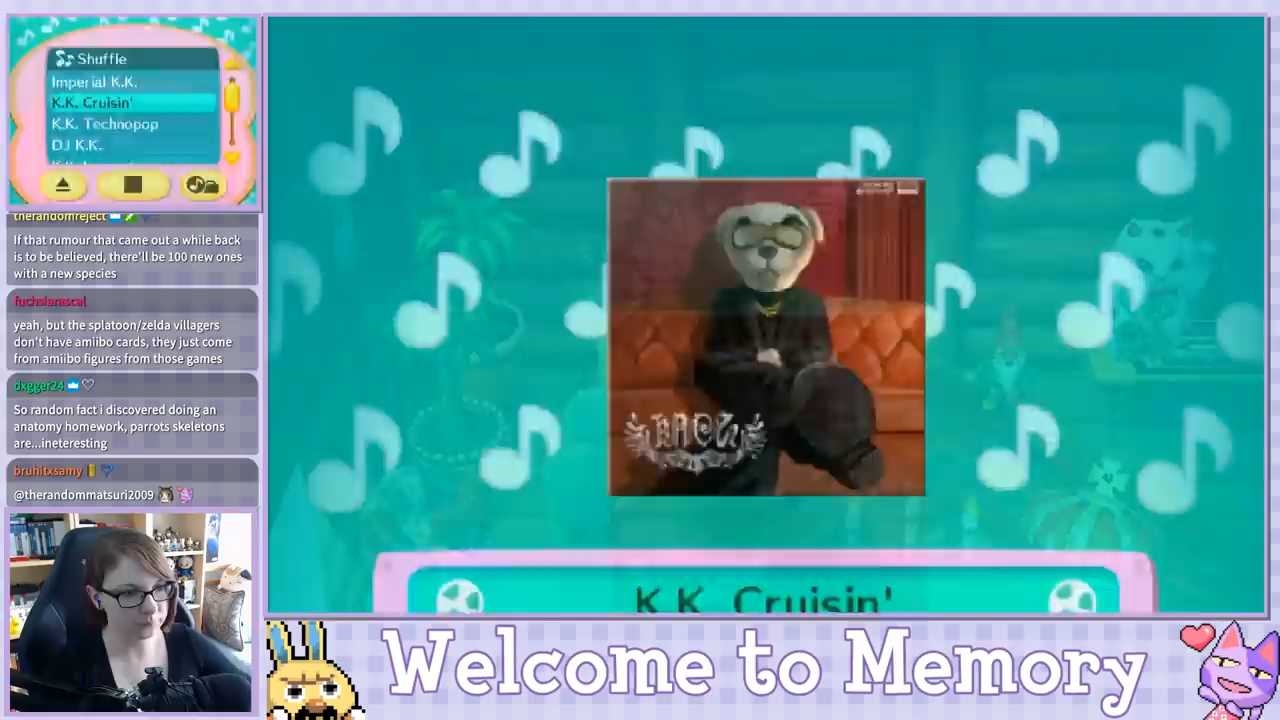 Shuffle
Imperial K.K.
K.K. Cruisin'
K.K. Technopop
DJ K.K.
therandomreject
If that rumour that came out a while back
is to be believed, there'll be 100 new ones
with a new species
fuchsiarascal
yeah, but the splatoon/zelda villagers
don't have amiibo cards, they just come
from amiibo figures from those games
dxgger24
So random fact i discovered doing an
anatomy homework, parrots skeletons
are...ineteresting
bruhitxsamy
@therandommatsuri2009
K.K. Cruisin'
Welcome to Memory